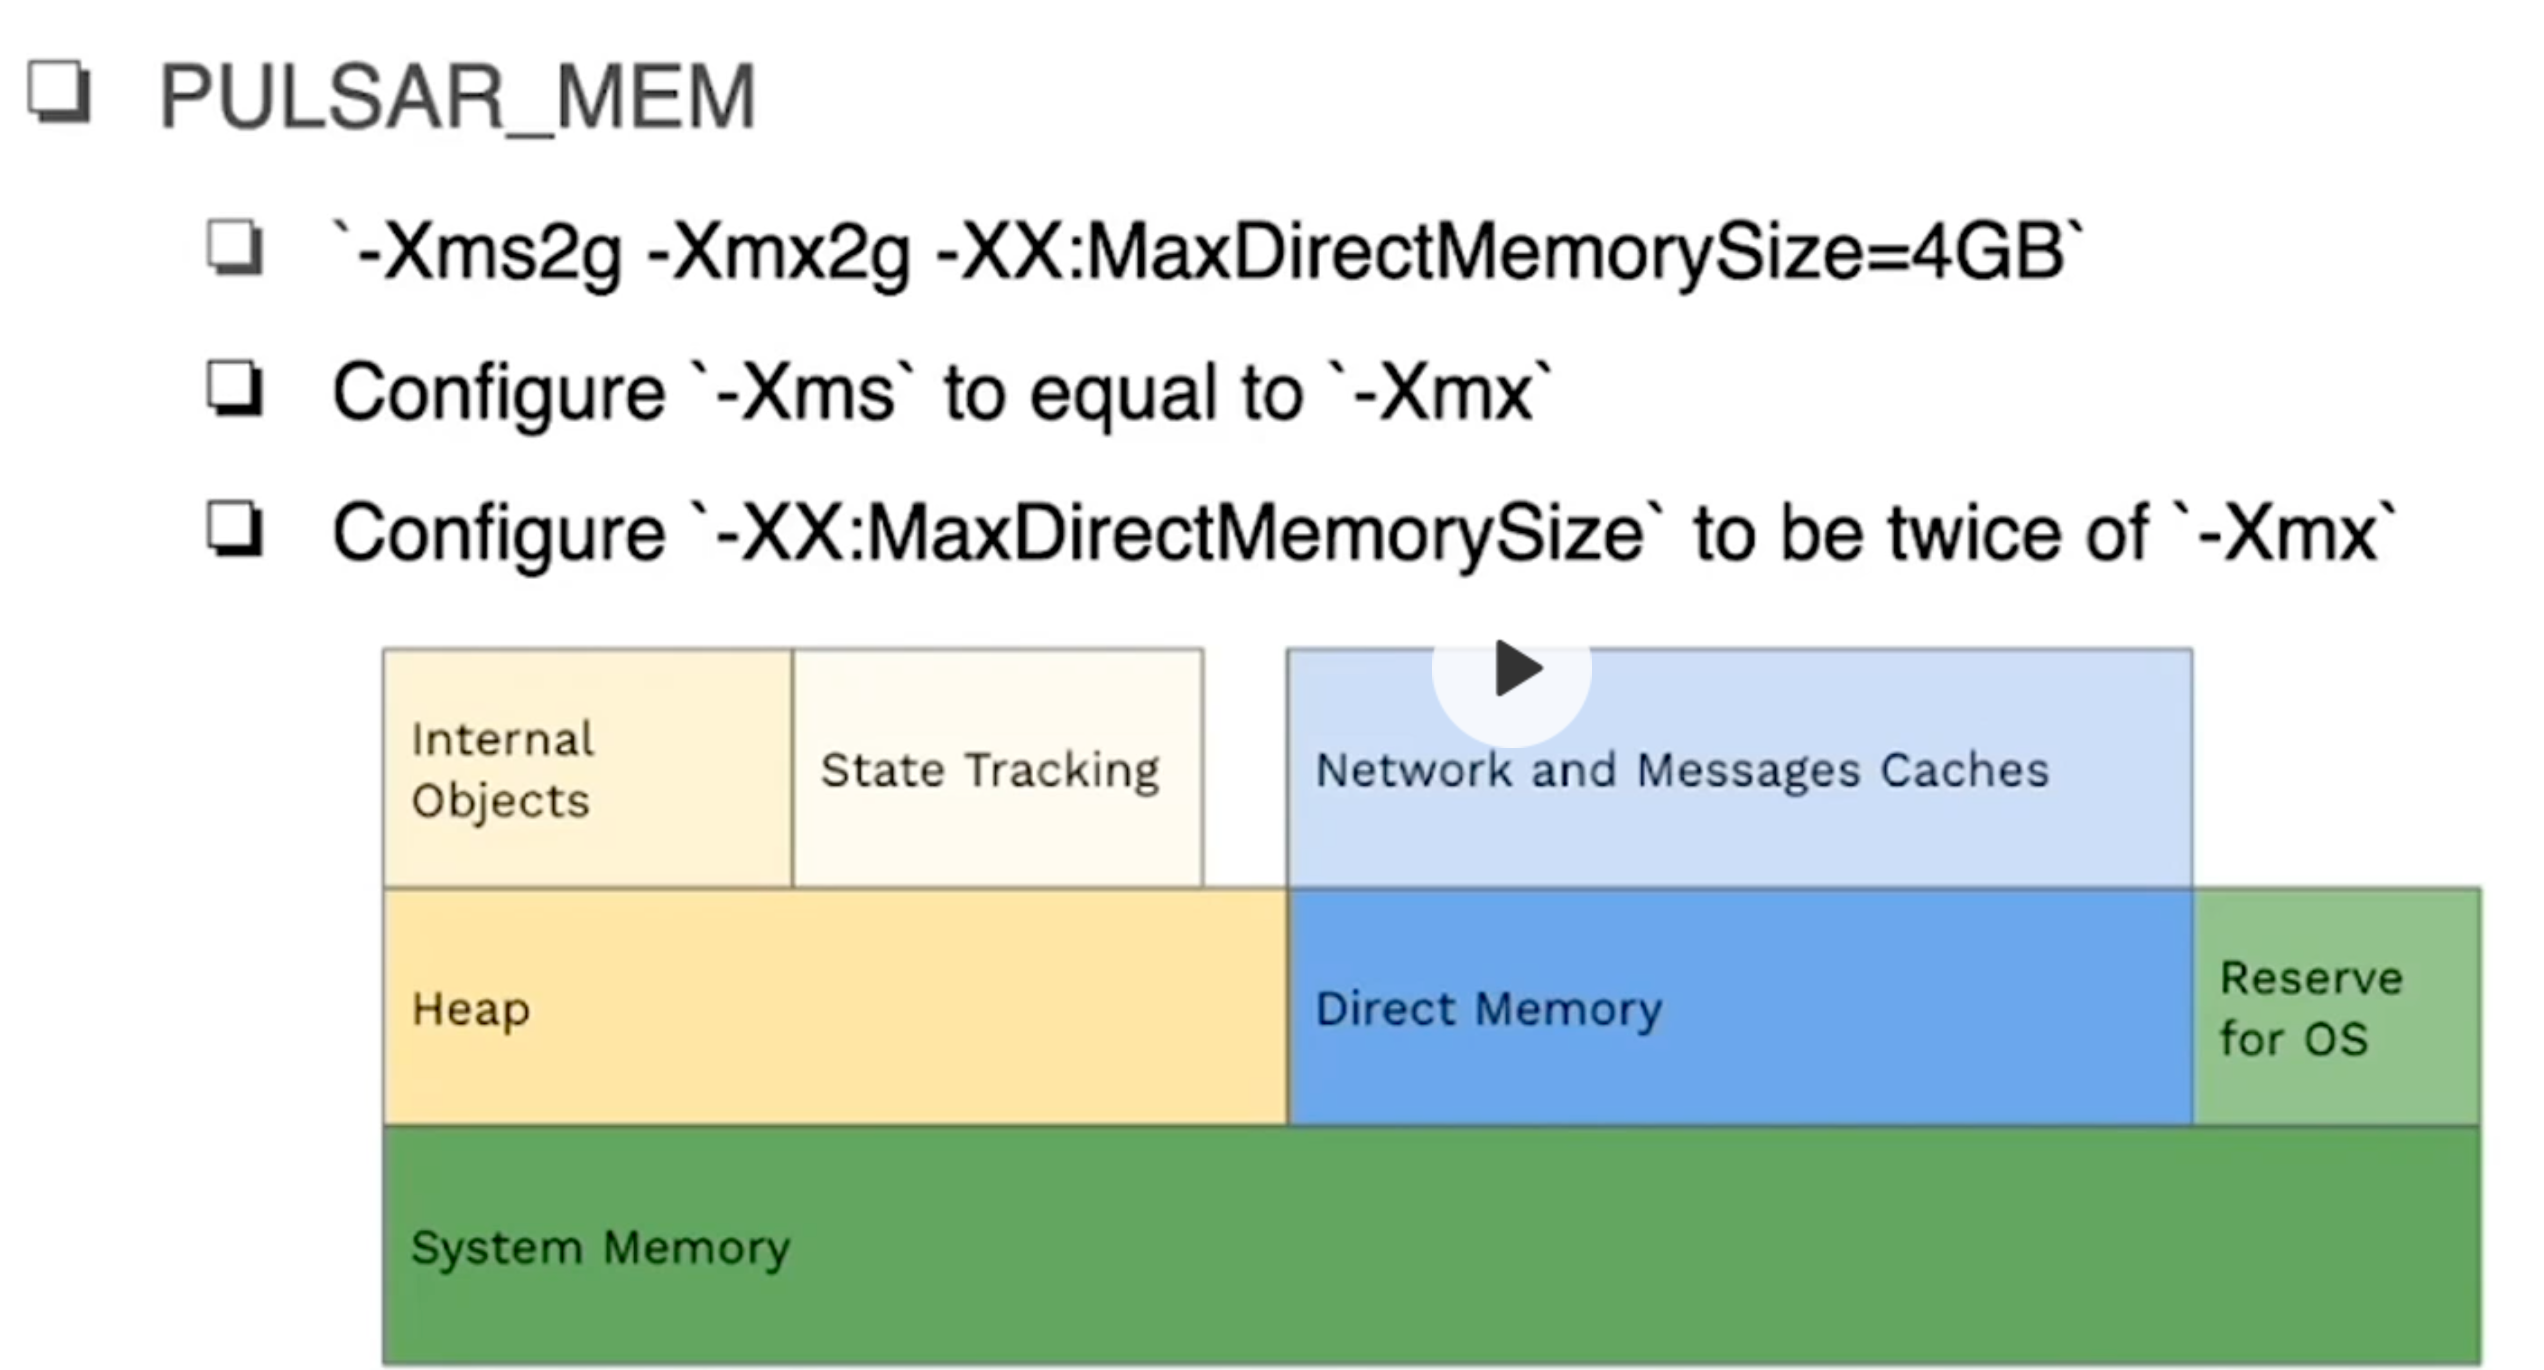 PULSAR_MEM
`-Xms2g -Xmx2g -XX:MaxDirectMemorySize=4GB`
Configure `-Xms` to equal to `-Xmx`
Configure `-XX:MaxDirectMemorySize` to be twice of `-Xmx`
Internal
Objects
State Tracking
Network and Messages Caches
Heap
Direct Memory
Reserve
for OS
System Memory